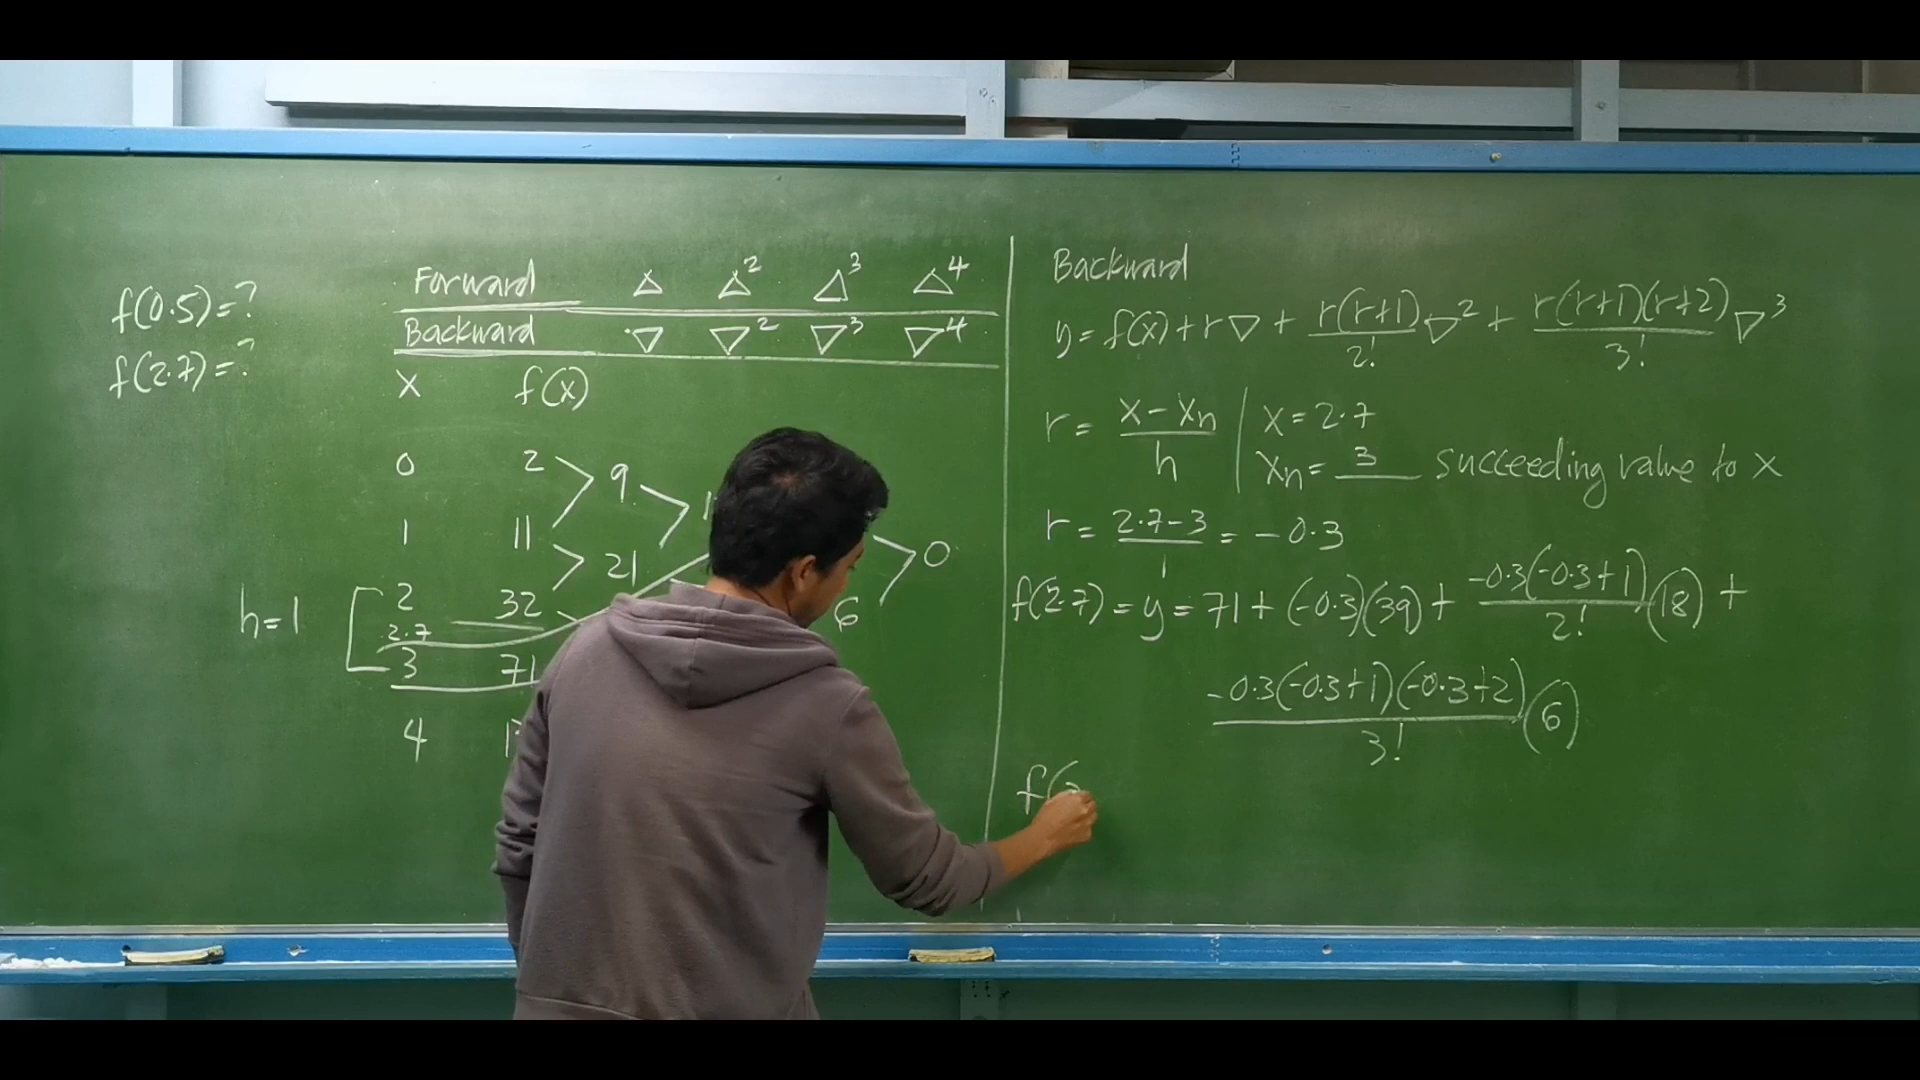 f(0.5)=?
f(2.7)=?
Forward Δ Δ² Δ³ Δ⁴
Backward ∇ ∇² ∇³ ∇⁴
x f(x)
0 2
9
1 11
21 0
2 32
h=1 2.7 6
3 71
4
Backward
y = f(x) + r∇ + r(r+1)/2! ∇² + r(r+1)(r+2)/3! ∇³
r = x - xn / h | x = 2.7
xn = 3 succeeding value to x
r = 2.7-3 / 1 = -0.3
f(2.7) = y = 71 + (-0.3)(39) + -0.3(-0.3+1)/2! (18) +
-0.3(-0.3+1)(-0.3+2)/3! (6)
f(